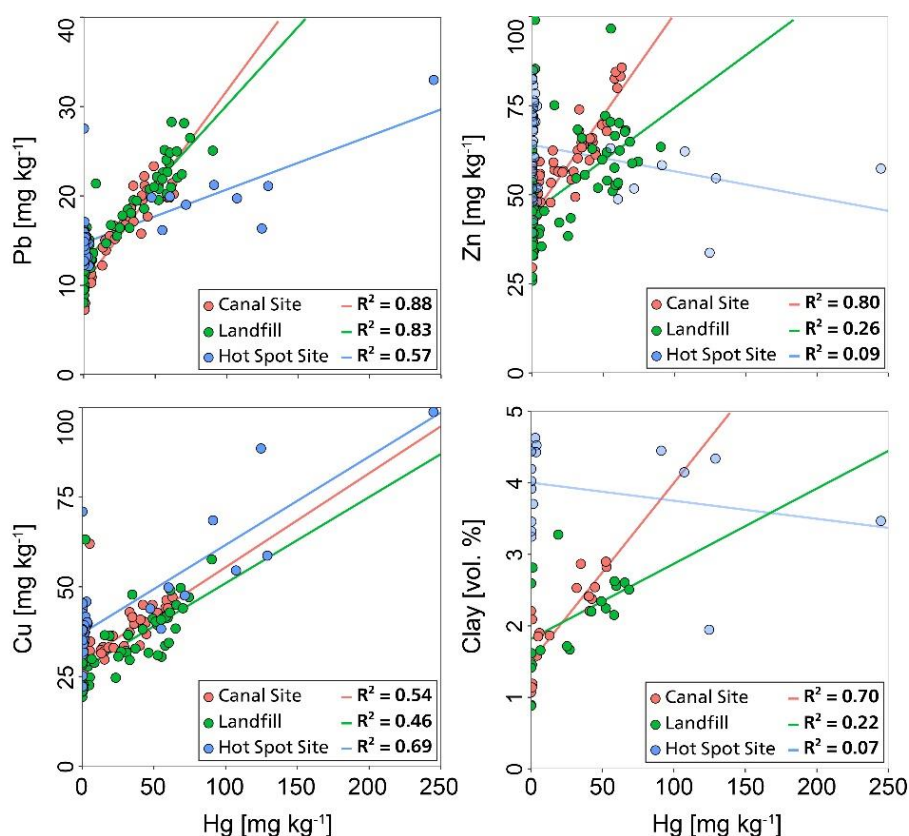 Pb [mg kg⁻¹]
40
30
20
10
0
Canal Site R² = 0.88
Landfill R² = 0.83
Hot Spot Site R² = 0.57
Zn [mg kg⁻¹]
100
75
50
25
0
Canal Site R² = 0.80
Landfill R² = 0.26
Hot Spot Site R² = 0.09
Cu [mg kg⁻¹]
100
75
50
25
0
Canal Site R² = 0.54
Landfill R² = 0.46
Hot Spot Site R² = 0.69
0 50 100 150 200 250
Hg [mg kg⁻¹]
Clay [vol. %]
5
4
3
2
1
0
Canal Site R² = 0.70
Landfill R² = 0.22
Hot Spot Site R² = 0.07
0 50 100 150 200 250
Hg [mg kg⁻¹]